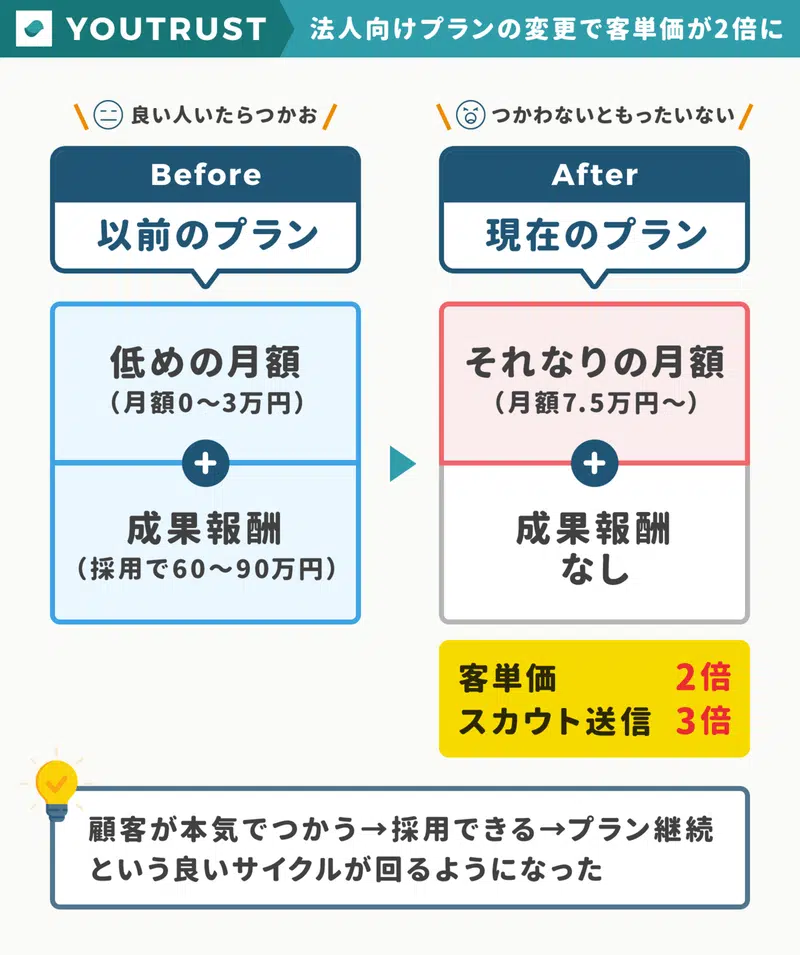 YOUTRUST
法人向けプランの変更で客単価が2倍に
良い人いたらつかお
Before
以前のプラン
低めの月額
（月額0〜3万円）
+
成果報酬
（採用で60〜90万円）
つかわないともったいない
After
現在のプラン
それなりの月額
（月額7.5万円〜）
+
成果報酬
なし
客単価 2倍
スカウト送信 3倍
顧客が本気でつかう→採用できる→プラン継続
という良いサイクルが回るようになった